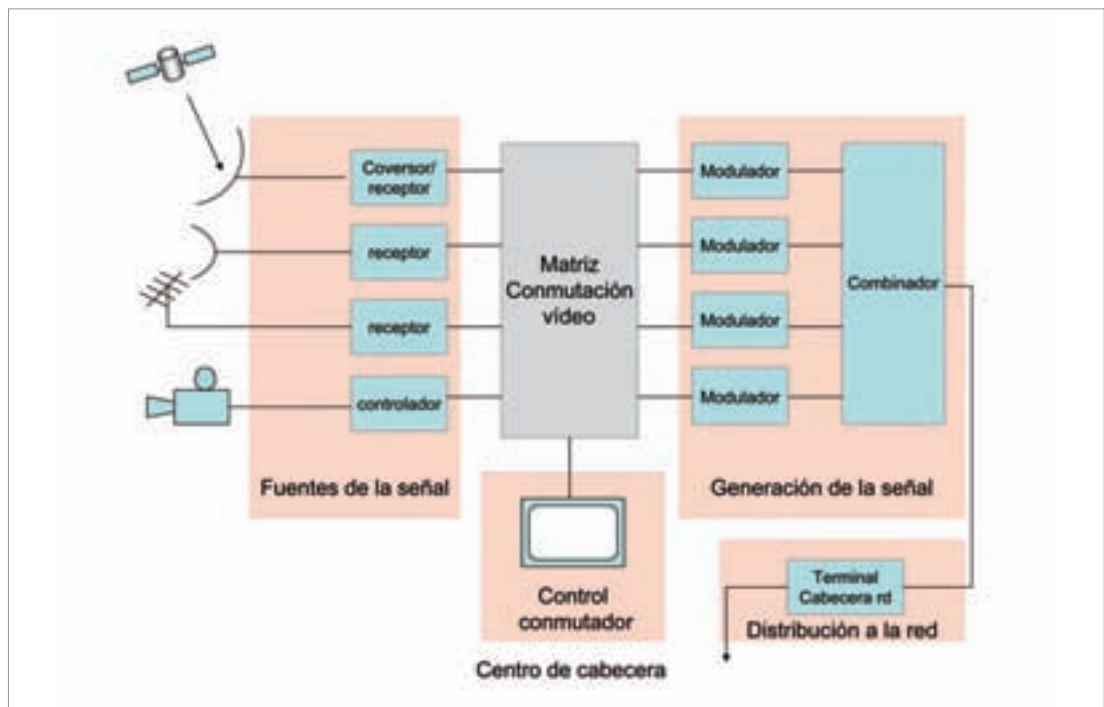 Coversor/
receptor
receptor
receptor
controlador
Fuentes de la señal
Matriz
Conmutación
vídeo
Control
conmutador
Centro de cabecera
Modulador
Modulador
Modulador
Modulador
Combinador
Generación de la señal
Terminal
Cabecera rd
Distribución a la red